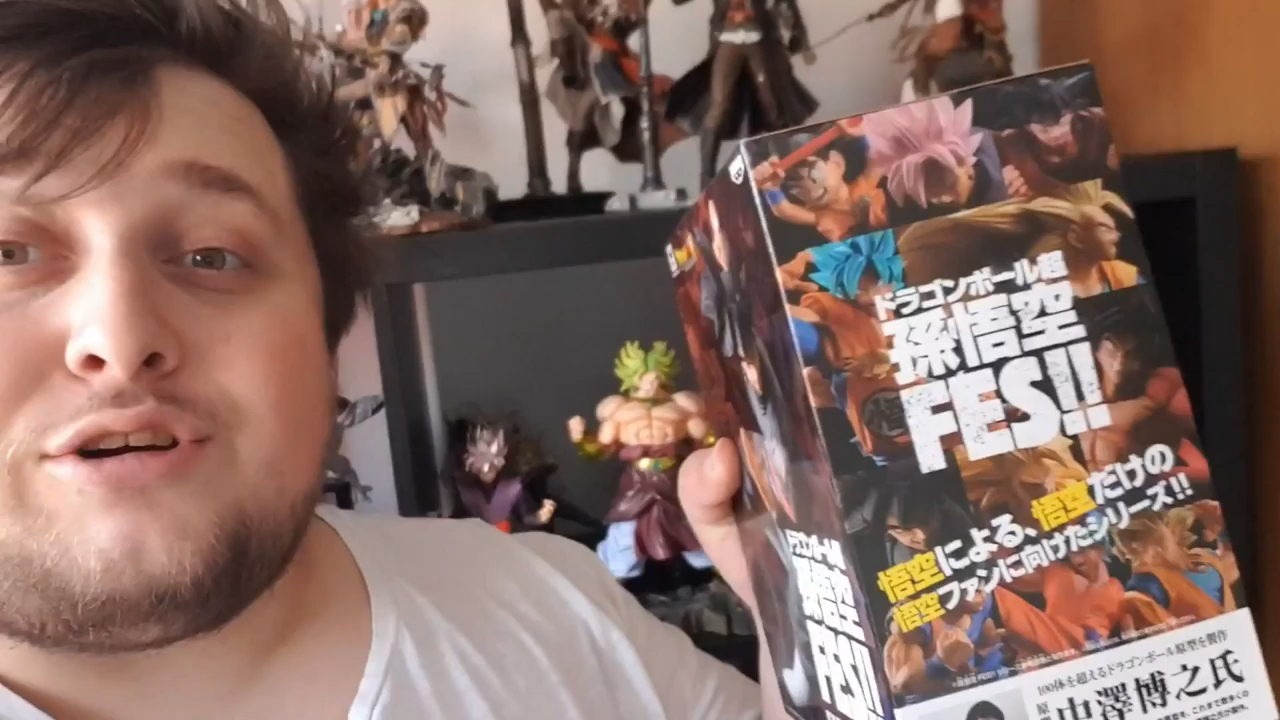 ドラゴンボール超
孫悟空
FES!!
悟空による、悟空だけの
悟空ファンに向けたシリーズ!!
100体を超えるドラゴンボール原型を製作
原
中澤博之氏
孫悟空
FES!!